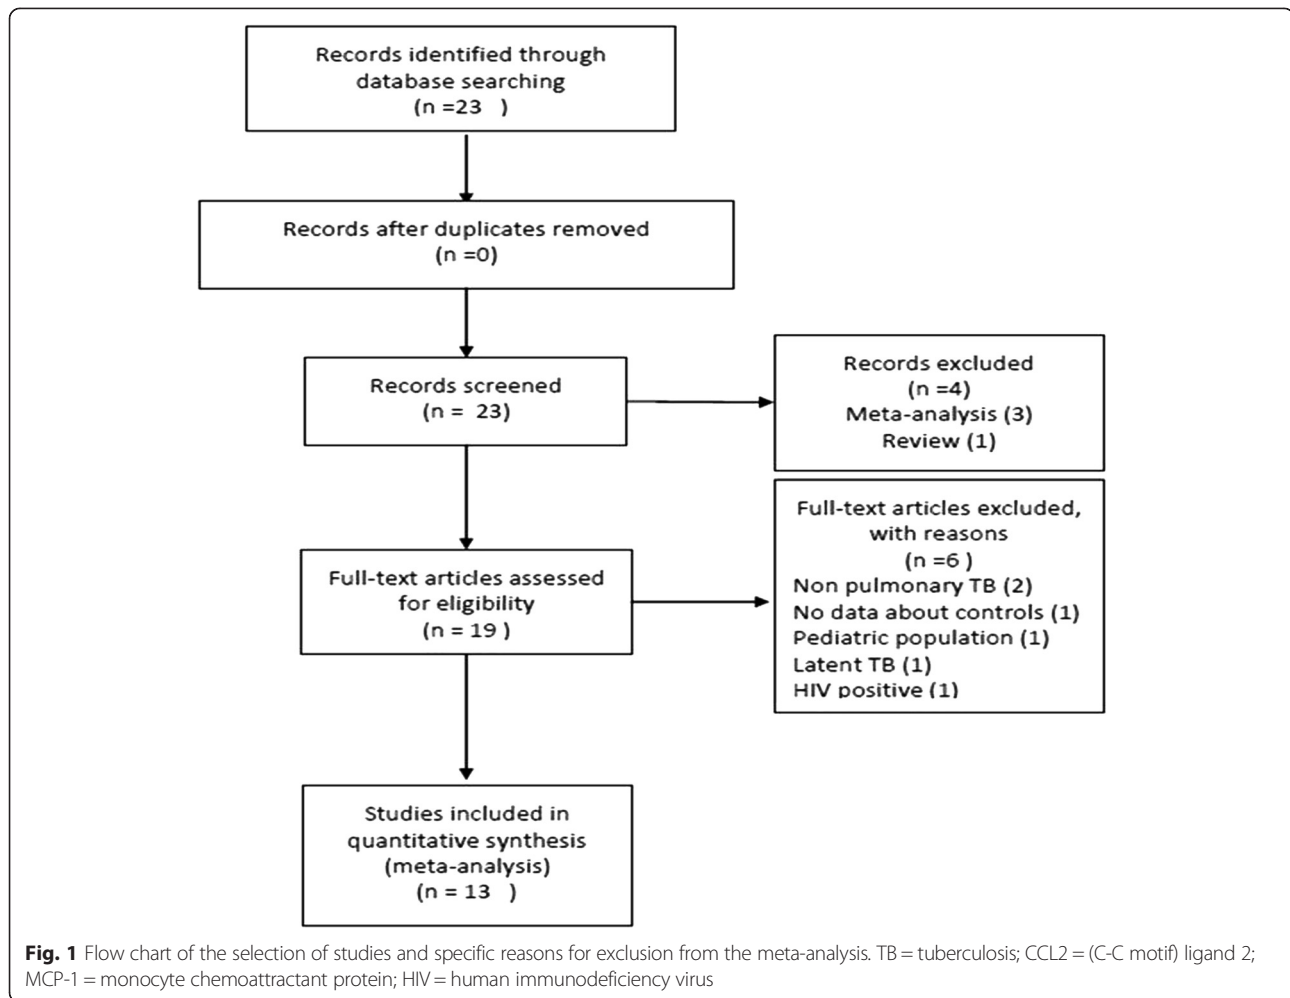 Records identified through
database searching
(n =23 )
Records after duplicates removed
(n =0)
Records screened
(n = 23)
Records excluded
(n =4)
Meta-analysis (3)
Review (1)
Full-text articles assessed
for eligibility
(n = 19 )
Full-text articles excluded,
with reasons
(n =6 )
Non pulmonary TB (2)
No data about controls (1)
Pediatric population (1)
Latent TB (1)
HIV positive (1)
Studies included in
quantitative synthesis
(meta-analysis)
(n = 13 )
Fig. 1 Flow chart of the selection of studies and specific reasons for exclusion from the meta-analysis. TB = tuberculosis; CCL2 = (C-C motif) ligand 2;
MCP-1 = monocyte chemoattractant protein; HIV = human immunodeficiency virus